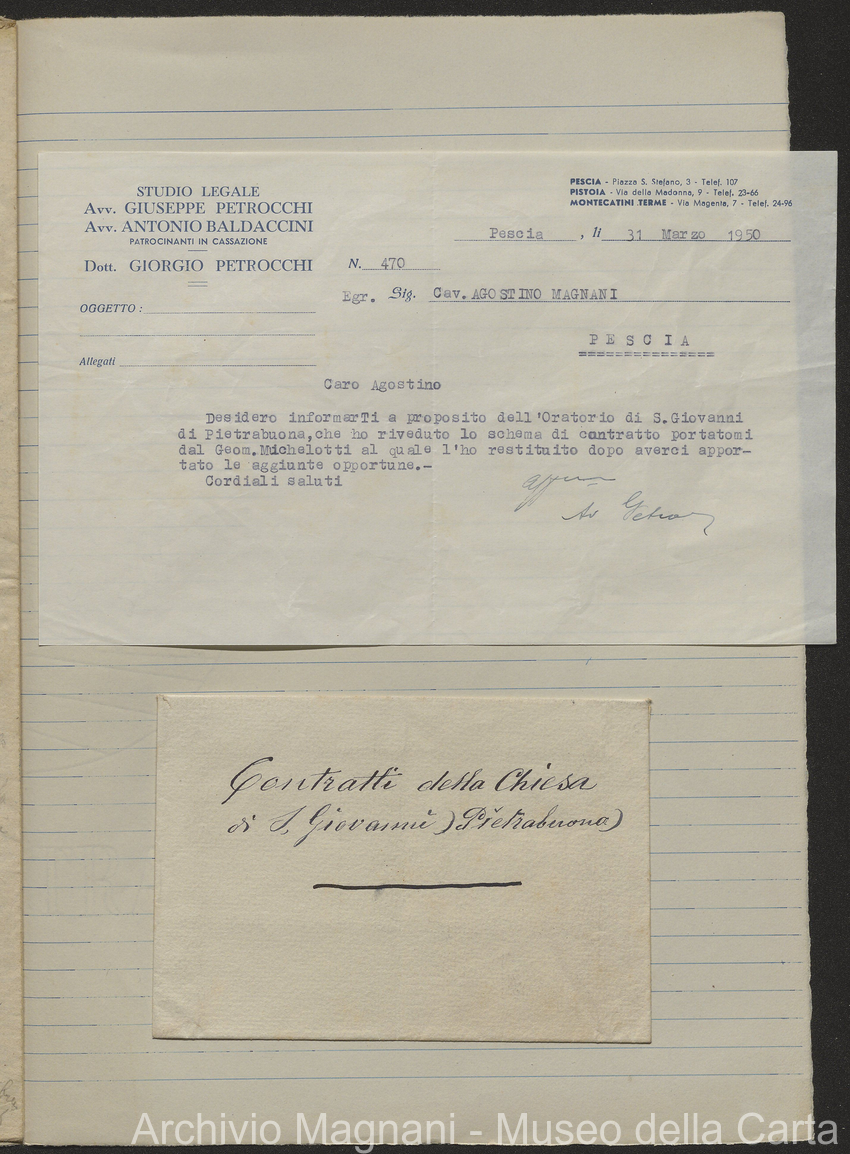 STUDIO LEGALE
Avv. GIUSEPPE PETROCCHI
Avv. ANTONIO BALDACCINI
PATROCINANTI IN CASSAZIONE
Dott. GIORGIO PETROCCHI
OGGETTO :
Allegati
PESCIA - Piazza S. Stefano, 3 - Telef. 107
PISTOIA - Via della Madonna, 9 - Telef. 23-66
MONTECATINI TERME - Via Magenta, 7 - Telef. 24-96
Pescia , li 31 Marzo 1950
N. 470
Egr. Sig. Cav. AGOSTINO MAGNANI
PESCIA
Caro Agostino
Desidero informarTi a proposito dell'Oratorio di S.Giovanni
di Pietrabuona,che ho riveduto lo schema di contratto portatomi
dal Geom.Michelotti al quale l'ho restituito dopo averci appor-
tato le aggiunte opportune.-
Cordiali saluti
Contratti della Chiesa
di S. Giovanni (Pietrabuona)
Archivio Magnani - Museo della Carta